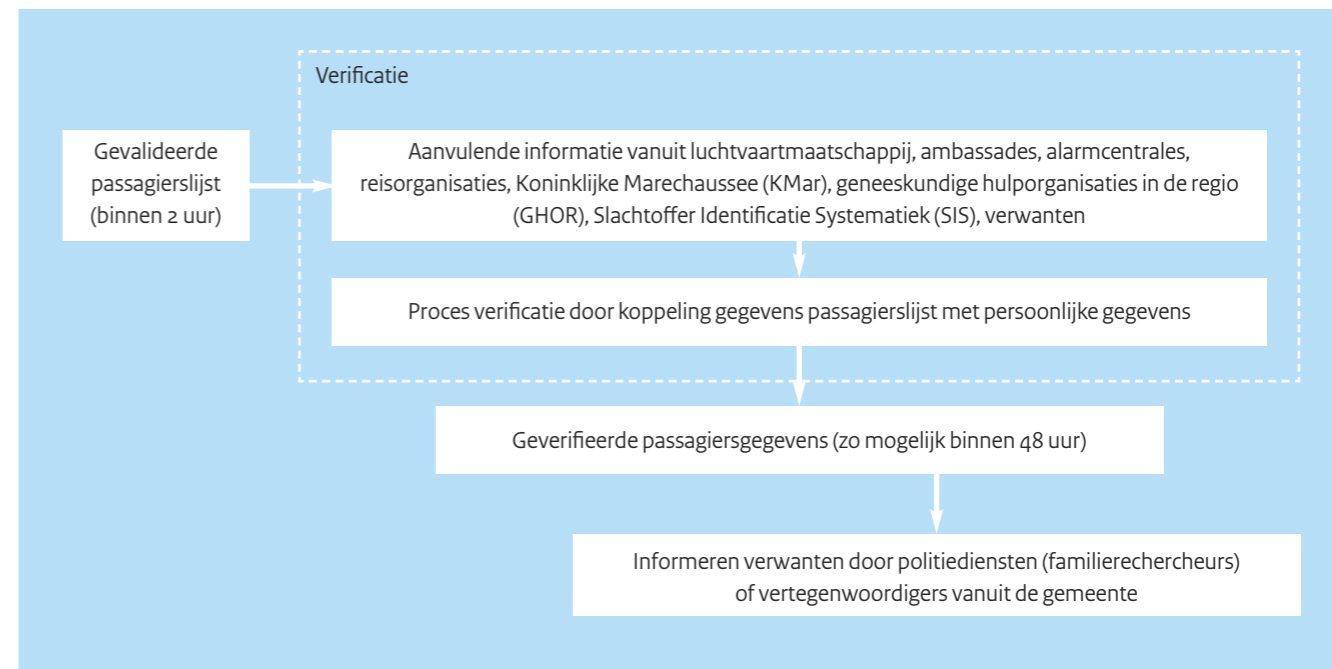 Verificatie
Gevalideerde
passagierslijst
(binnen 2 uur)
Aanvulende informatie vanuit luchtvaartmaatschappij, ambassades, alarmcentrales,
reisorganisaties, Koninklijke Marechaussee (KMar), geneeskundige hulporganisaties in de regio
(GHOR), Slachtoffer Identificatie Systematiek (SIS), verwanten
Proces verificatie door koppeling gegevens passagierslijst met persoonlijke gegevens
Geverifieerde passagiersgegevens (zo mogelijk binnen 48 uur)
Informeren verwanten door politiediensten (familierechercheurs)
of vertegenwoordigers vanuit de gemeente